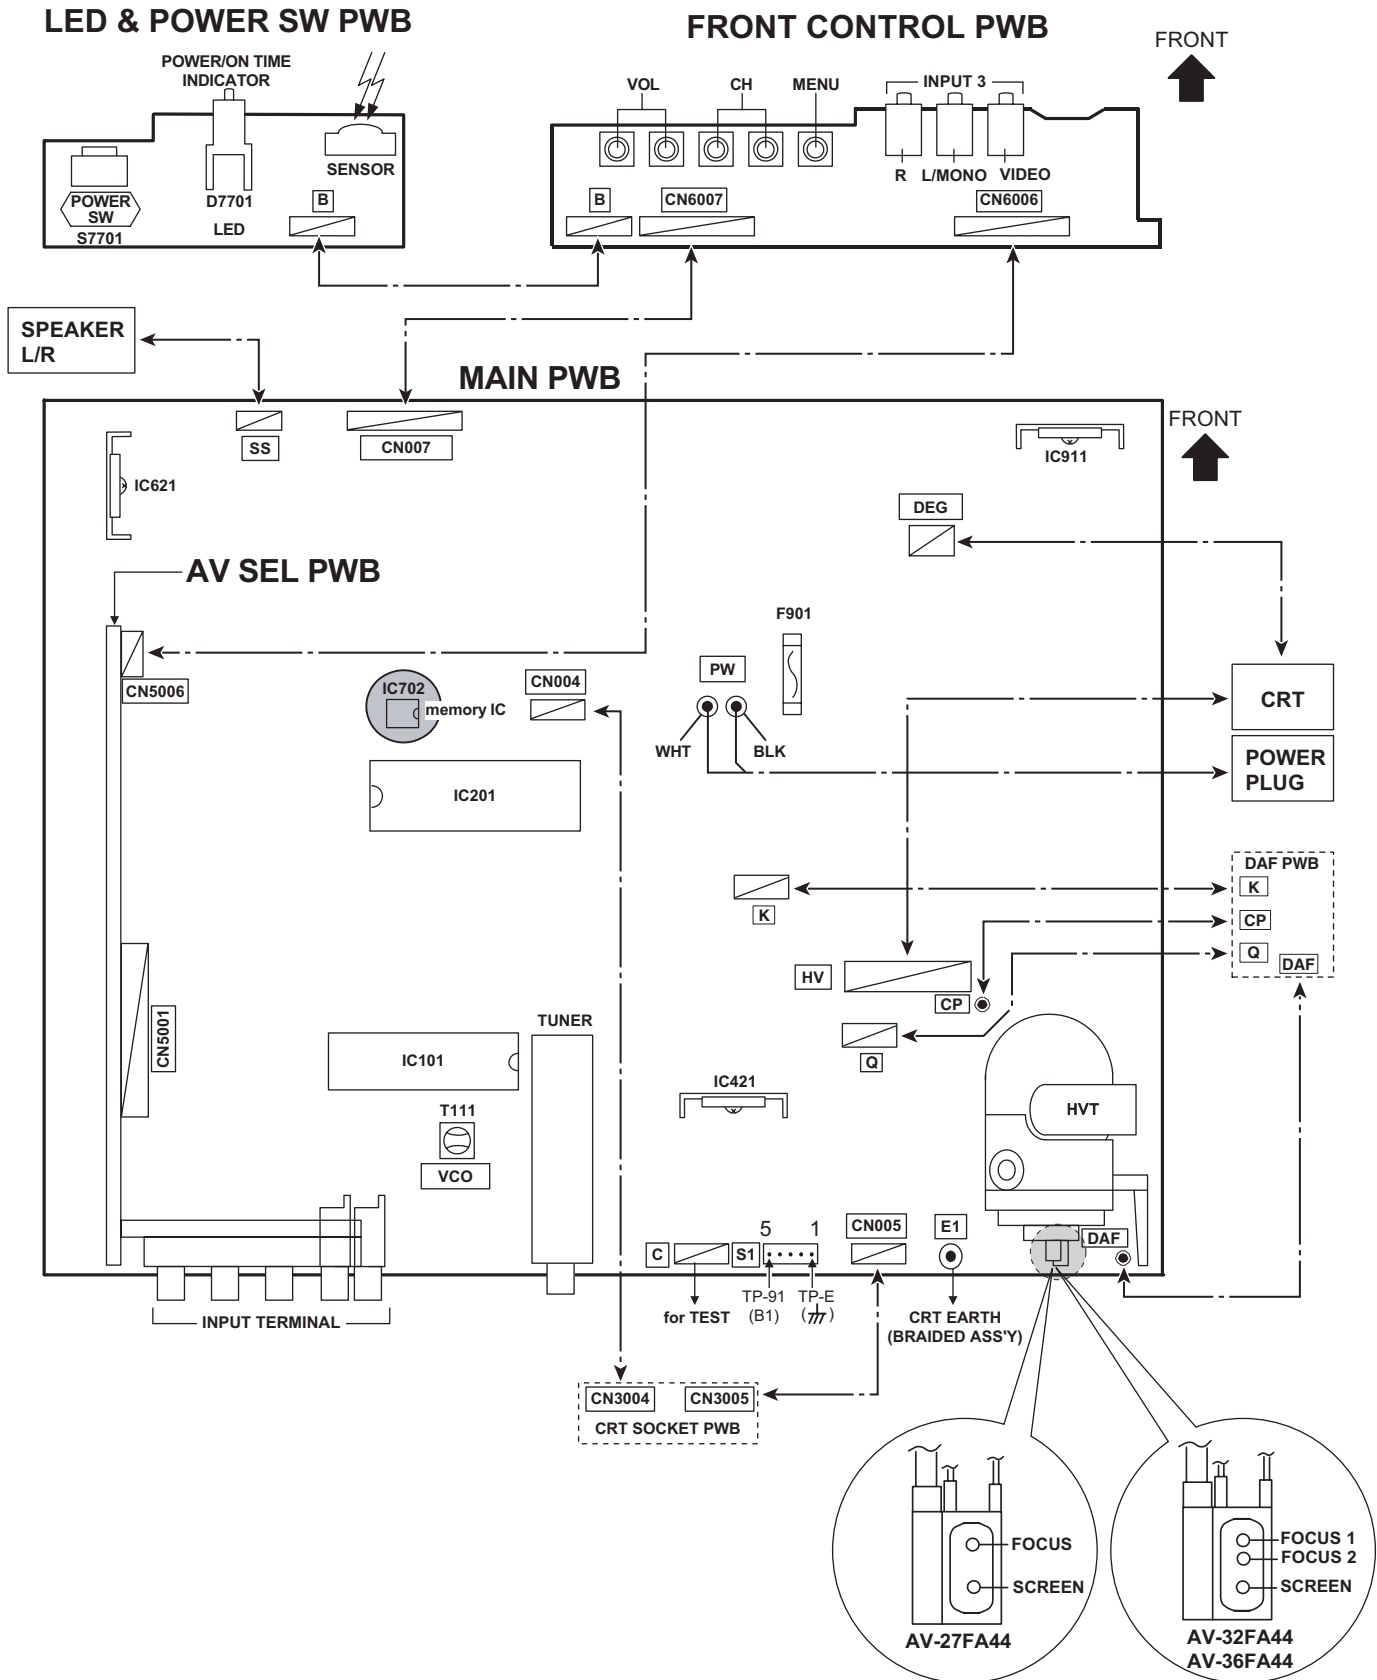 LED & POWER SW PWB
FRONT CONTROL PWB
FRONT
POWER/ON TIME
INDICATOR
SENSOR
POWER
SW
S7701
D7701
LED
B
VOL
CH
MENU
INPUT 3
R
L/MONO
VIDEO
B
CN6007
CN6006
SPEAKER
L/R
MAIN PWB
FRONT
SS
CN007
IC911
IC621
DEG
AV SEL PWB
F901
CN5006
IC702
memory IC
CN004
PW
WHT
BLK
CRT
POWER
PLUG
IC201
DAF PWB
K
CP
Q
DAF
K
HV
CP
Q
CN5001
IC101
TUNER
T111
VCO
IC421
HVT
C
S1
5
1
CN005
E1
DAF
for TEST
TP-91
(B1)
TP-E
( )
CRT EARTH
(BRAIDED ASS'Y)
INPUT TERMINAL
CN3004
CN3005
CRT SOCKET PWB
FOCUS
SCREEN
AV-27FA44
FOCUS 1
FOCUS 2
SCREEN
AV-32FA44
AV-36FA44